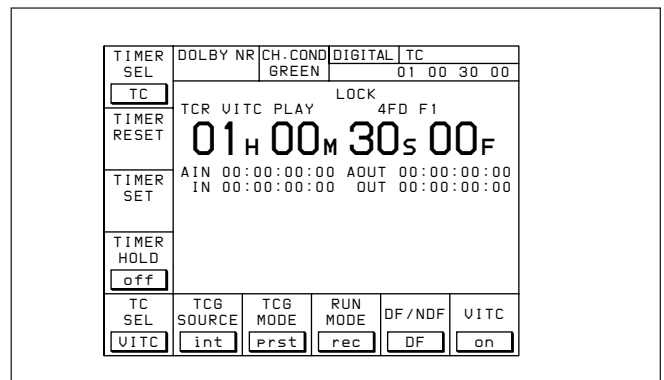 TIMER SEL
TC
TIMER RESET
TIMER SET
TIMER HOLD
off
DOLBY NR
CH.COND
GREEN
DIGITAL
TC
01 00 30 00
LOCK
TCR VITC PLAY 4FD F1
01H 00M 30S 00F
AIN 00:00:00:00 AOUT 00:00:00:00
IN 00:00:00:00 OUT 00:00:00:00
TC SEL
VITC
TCG SOURCE
int
TCG MODE
prst
RUN MODE
rec
DF/NDF
DF
VITC
on